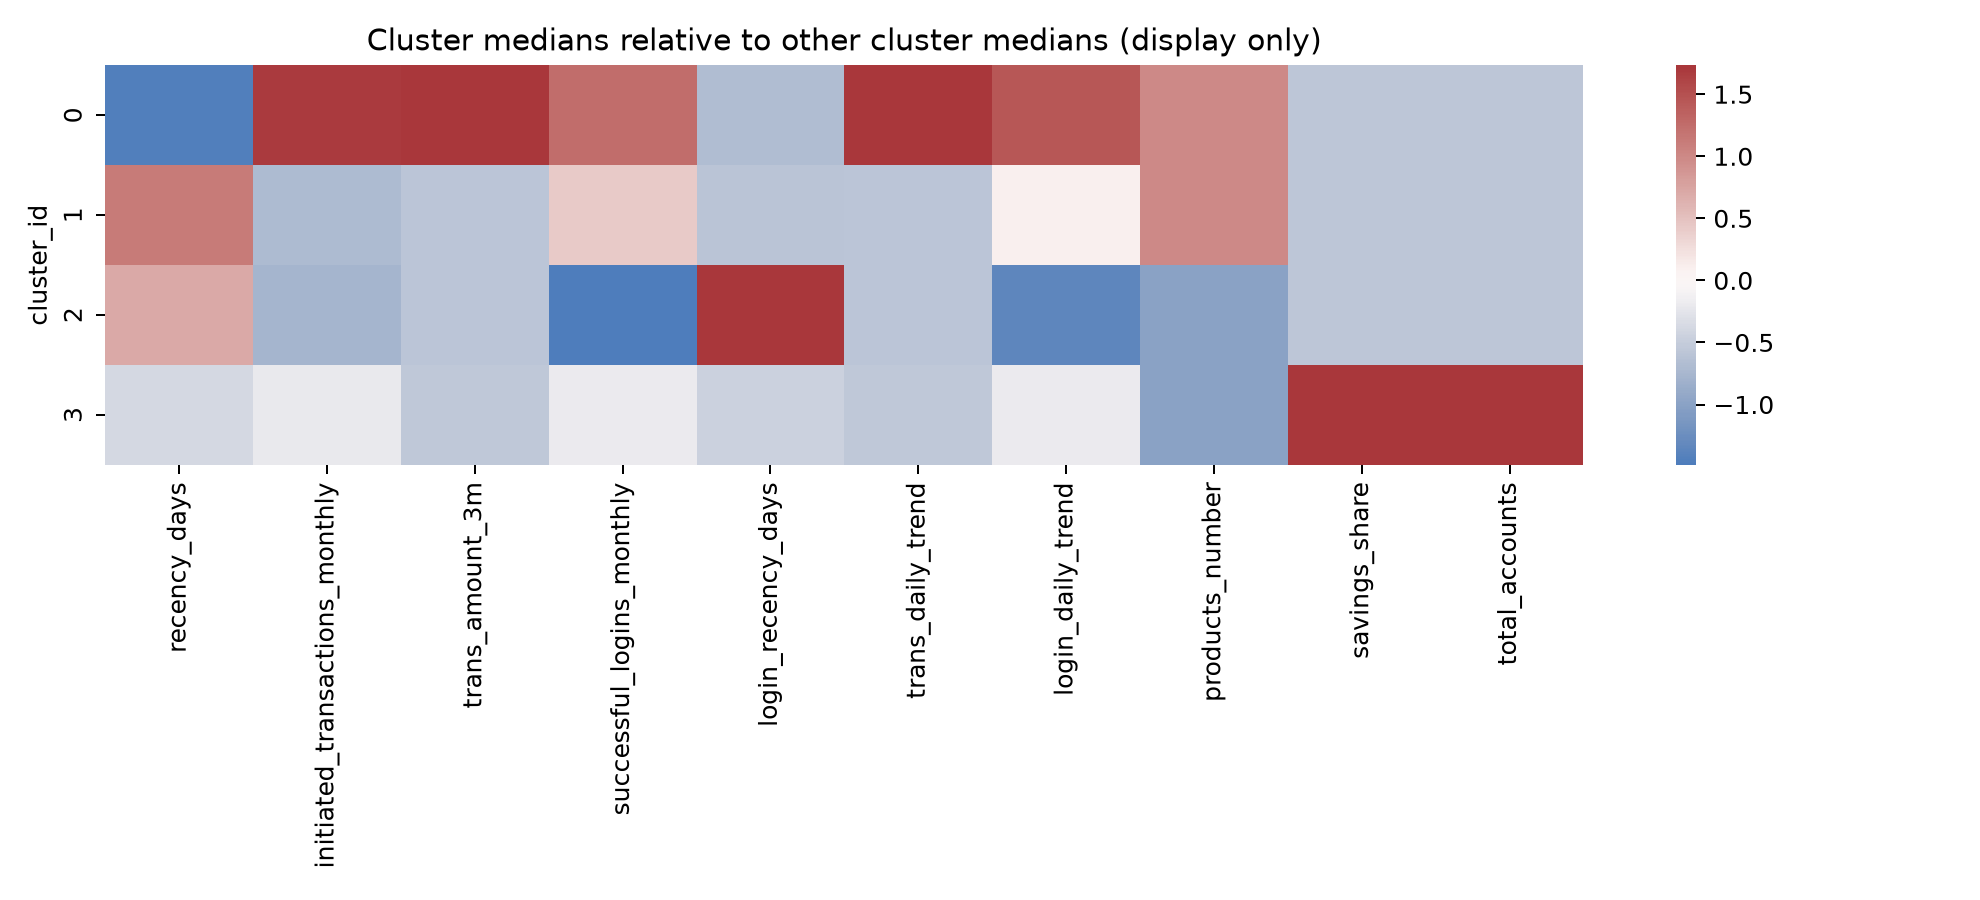 Cluster medians relative to other cluster medians (display only)
cluster_id
0
1
2
3
recency_days
initiated_transactions_monthly
trans_amount_3m
successful_logins_monthly
login_recency_days
trans_daily_trend
login_daily_trend
products_number
savings_share
total_accounts
1.5
1.0
0.5
0.0
−0.5
−1.0